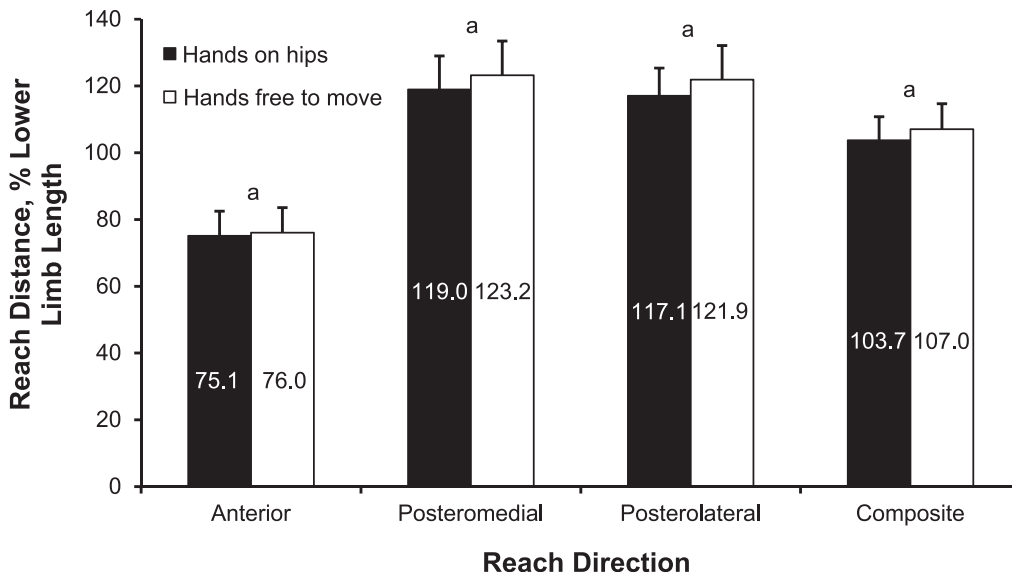 Reach Distance, % Lower
Limb Length
140
120
100
80
60
40
20
0
Hands on hips
Hands free to move
a
a
a
a
75.1
76.0
119.0
123.2
117.1
121.9
103.7
107.0
Anterior
Posteromedial
Posterolateral
Composite
Reach Direction